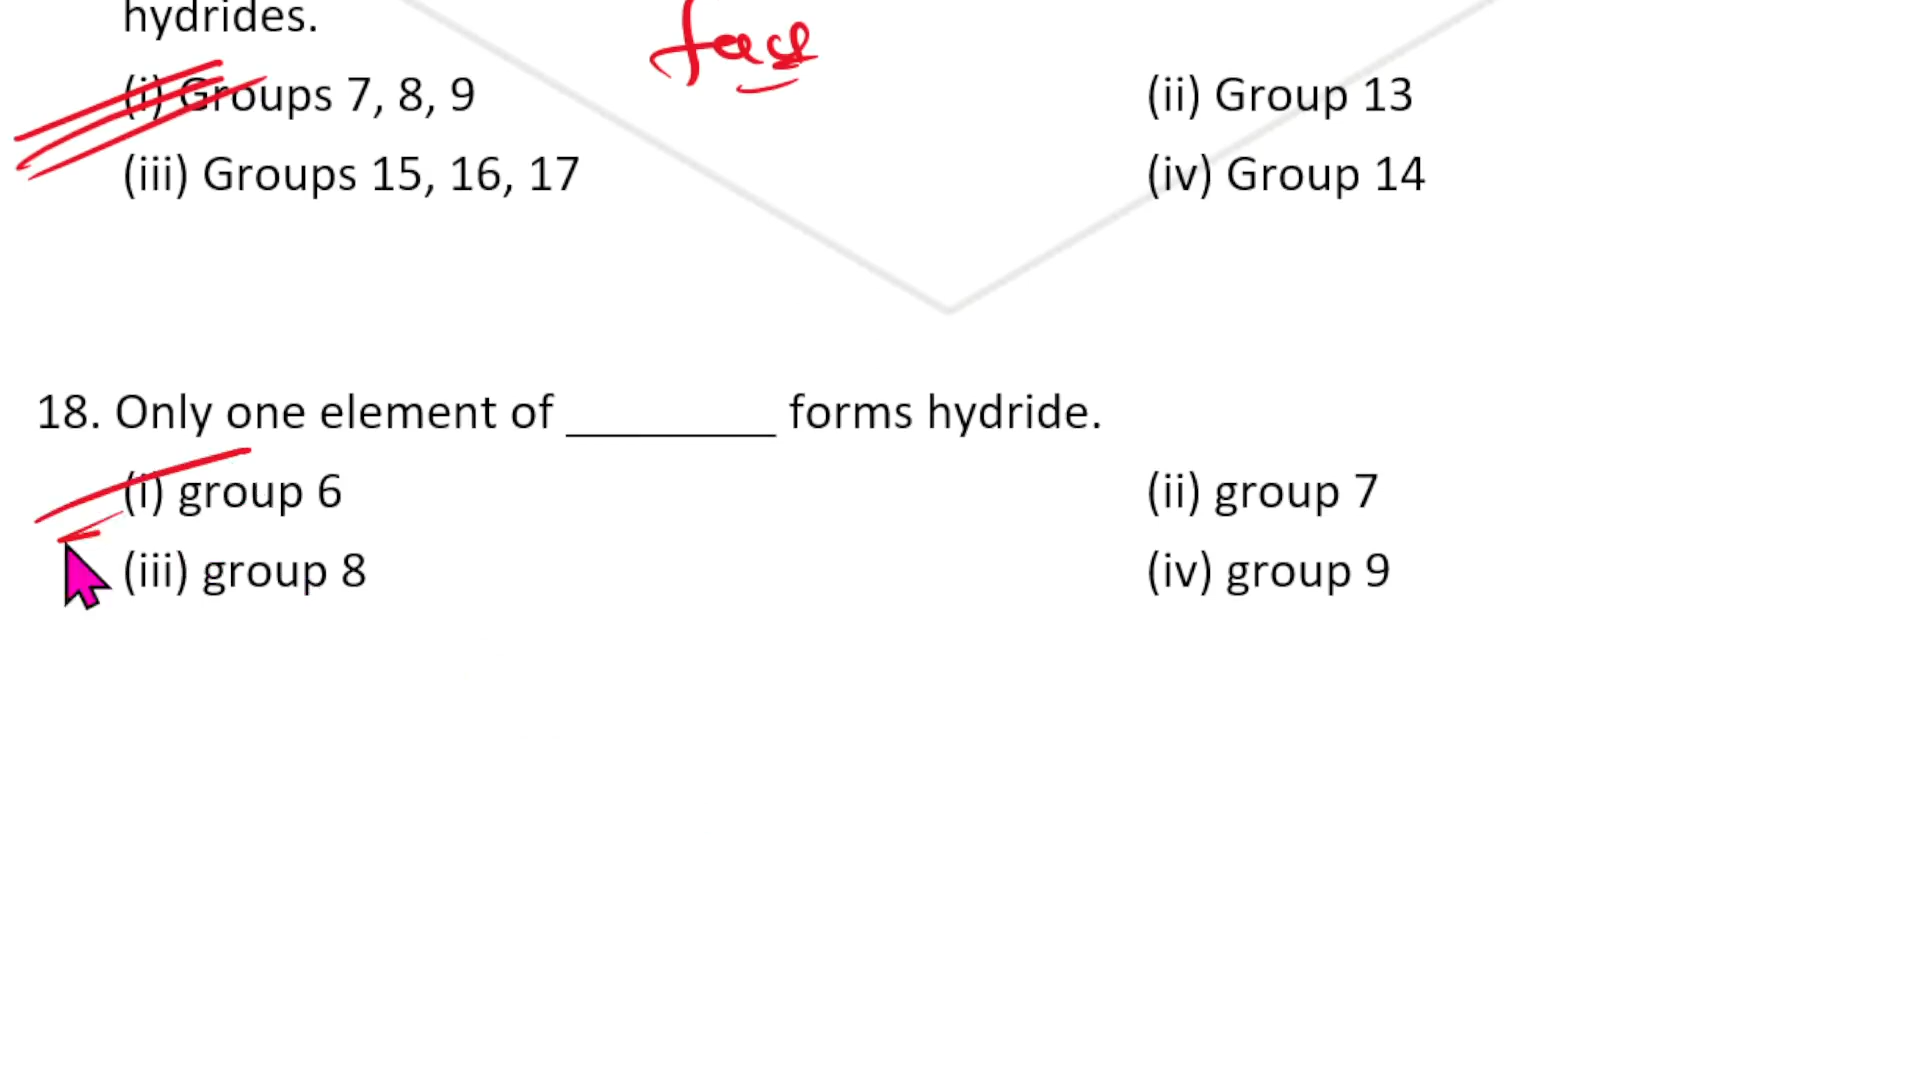 hydrides.
(i) Groups 7, 8, 9
(ii) Group 13
(iii) Groups 15, 16, 17
(iv) Group 14
18. Only one element of ________ forms hydride.
(i) group 6
(ii) group 7
(iii) group 8
(iv) group 9